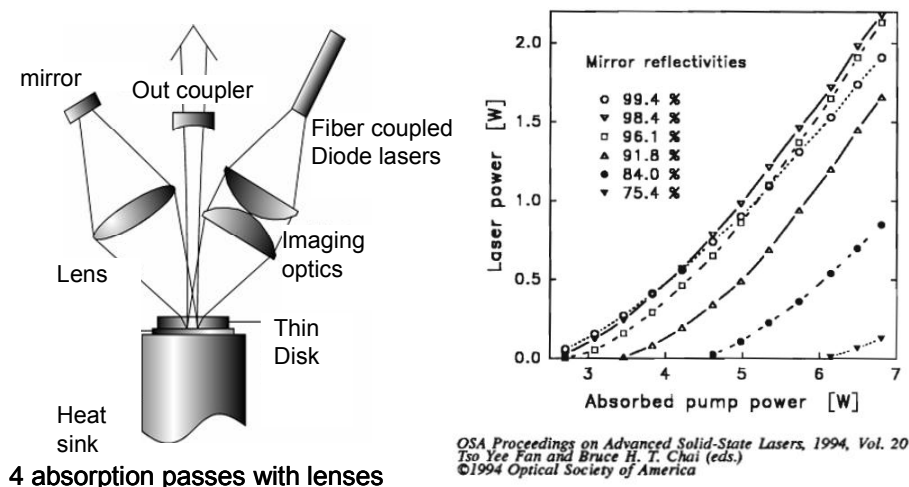 mirror
Out coupler
Fiber coupled
Diode lasers
Imaging
optics
Lens
Thin
Disk
Heat
sink
4 absorption passes with lenses
2.0
1.5
1.0
0.5
0.0
Laser power [W]
Mirror reflectivities
99.4 %
98.4 %
96.1 %
91.8 %
84.0 %
75.4 %
3 4 5 6 7
Absorbed pump power [W]
OSA Proceedings on Advanced Solid-State Lasers, 1994, Vol. 20
Tso Yee Fan and Bruce H. T. Chai (eds.)
©1994 Optical Society of America